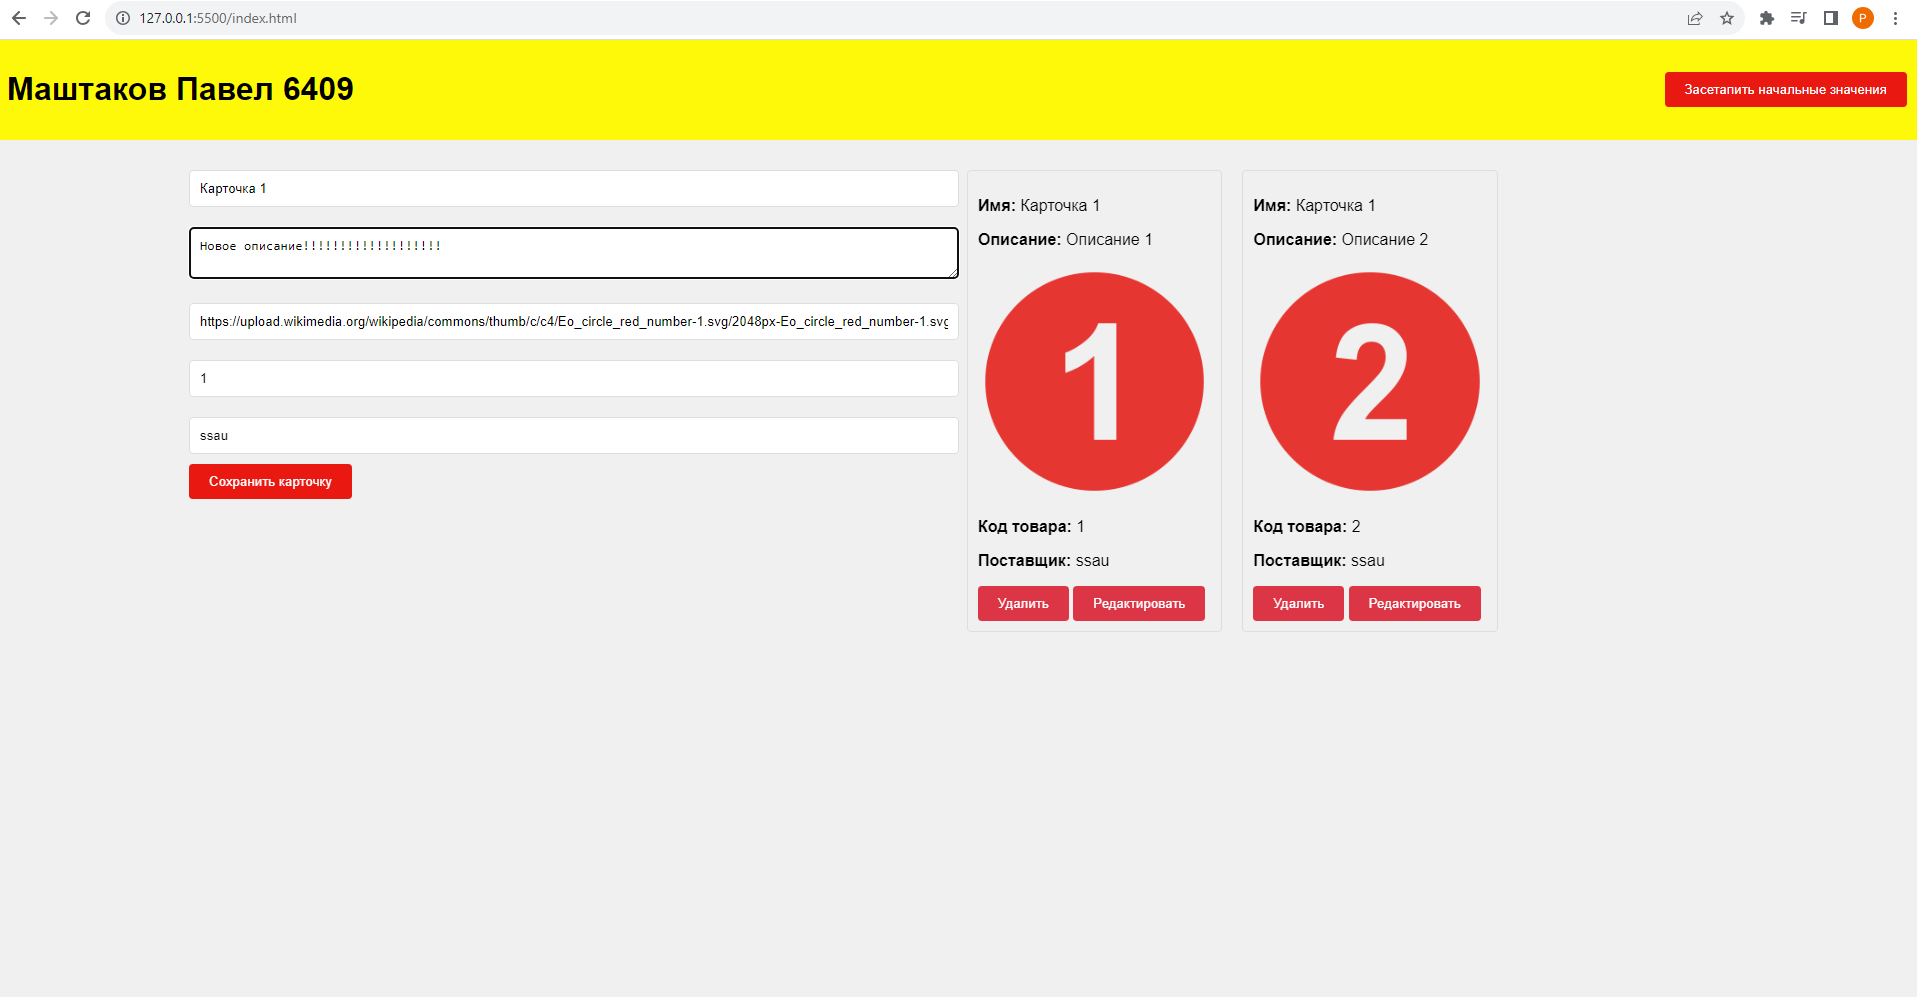 127.0.0.1:5500/index.html
P
Маштаков Павел 6409
Засетапить начальные значения
Карточка 1
Новое описание!!!!!!!!!!!!!!!!!!!
https://upload.wikimedia.org/wikipedia/commons/thumb/c/c4/Eo_circle_red_number-1.svg/2048px-Eo_circle_red_number-1.svg
1
ssau
Сохранить карточку
Имя: Карточка 1
Описание: Описание 1
1
Код товара: 1
Поставщик: ssau
Удалить Редактировать
Имя: Карточка 1
Описание: Описание 2
2
Код товара: 2
Поставщик: ssau
Удалить Редактировать